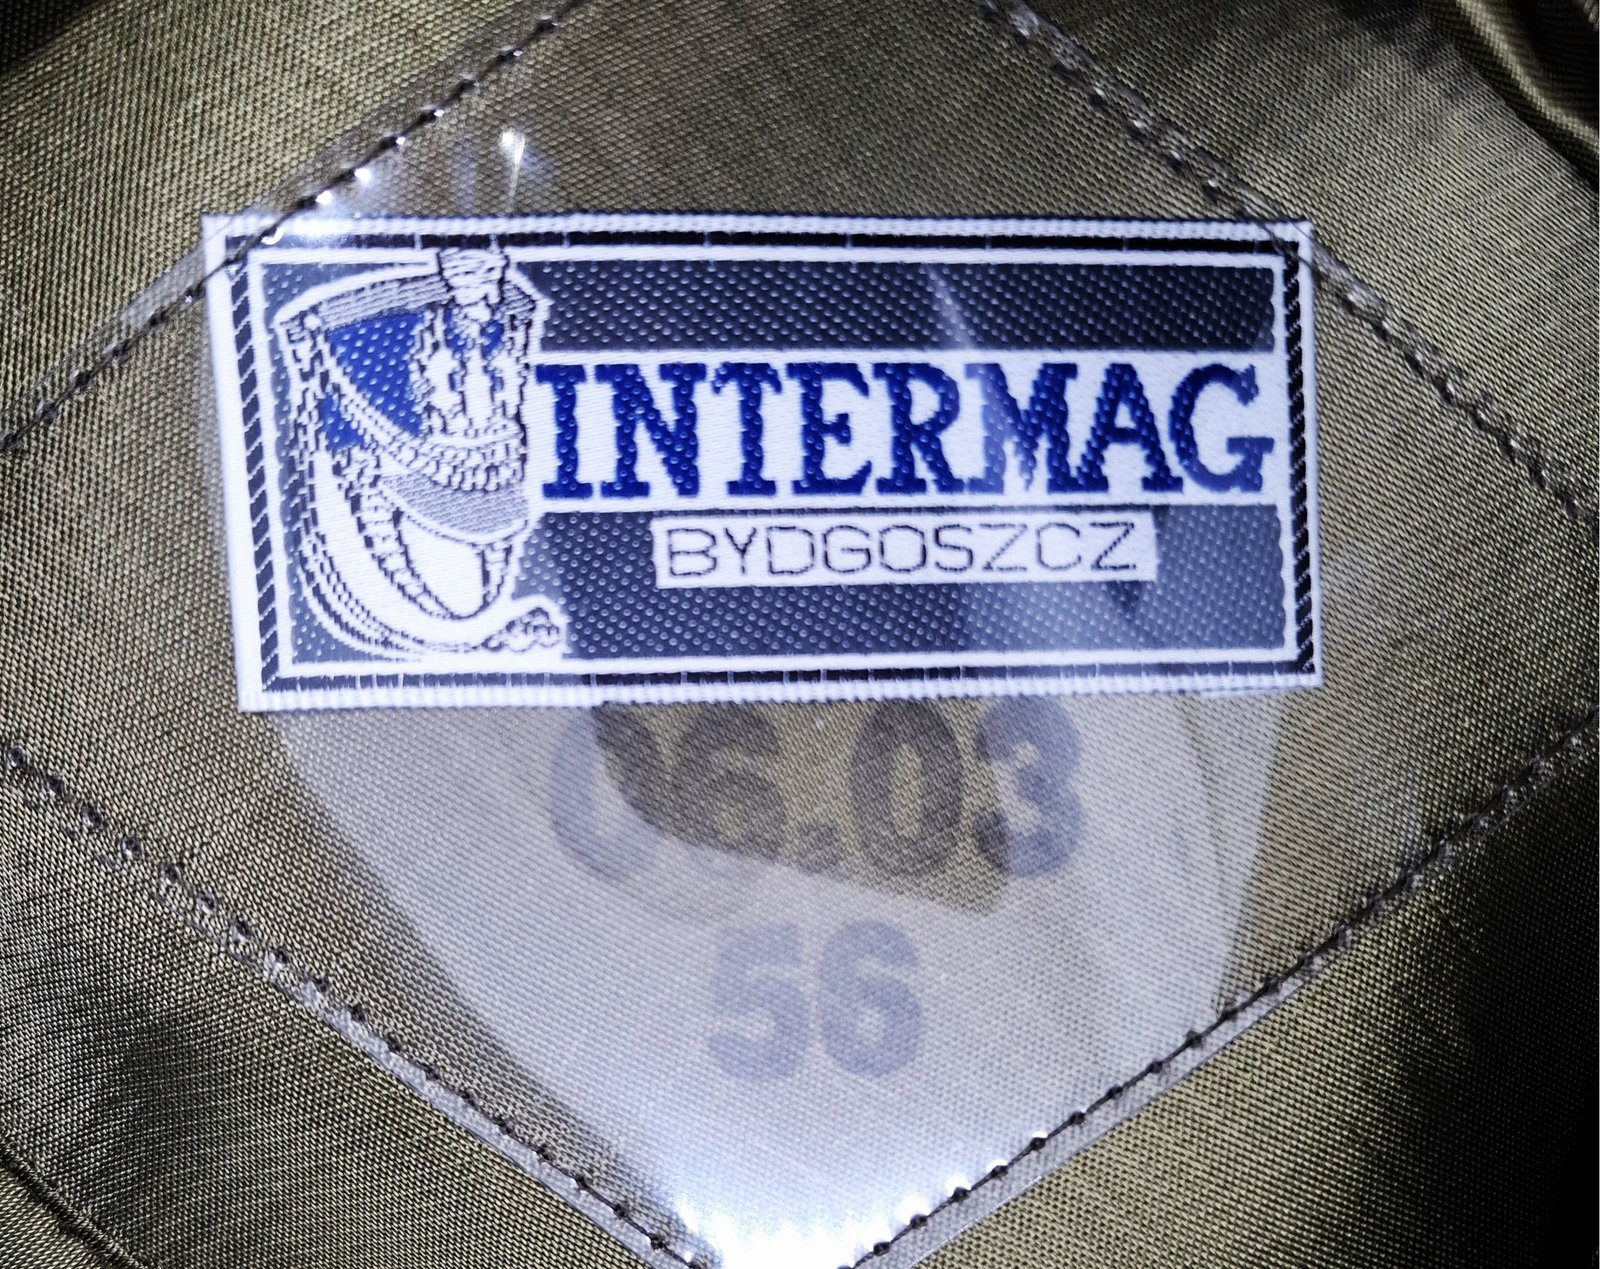 INTERMAG
BYDGOSZCZ
06.03
56